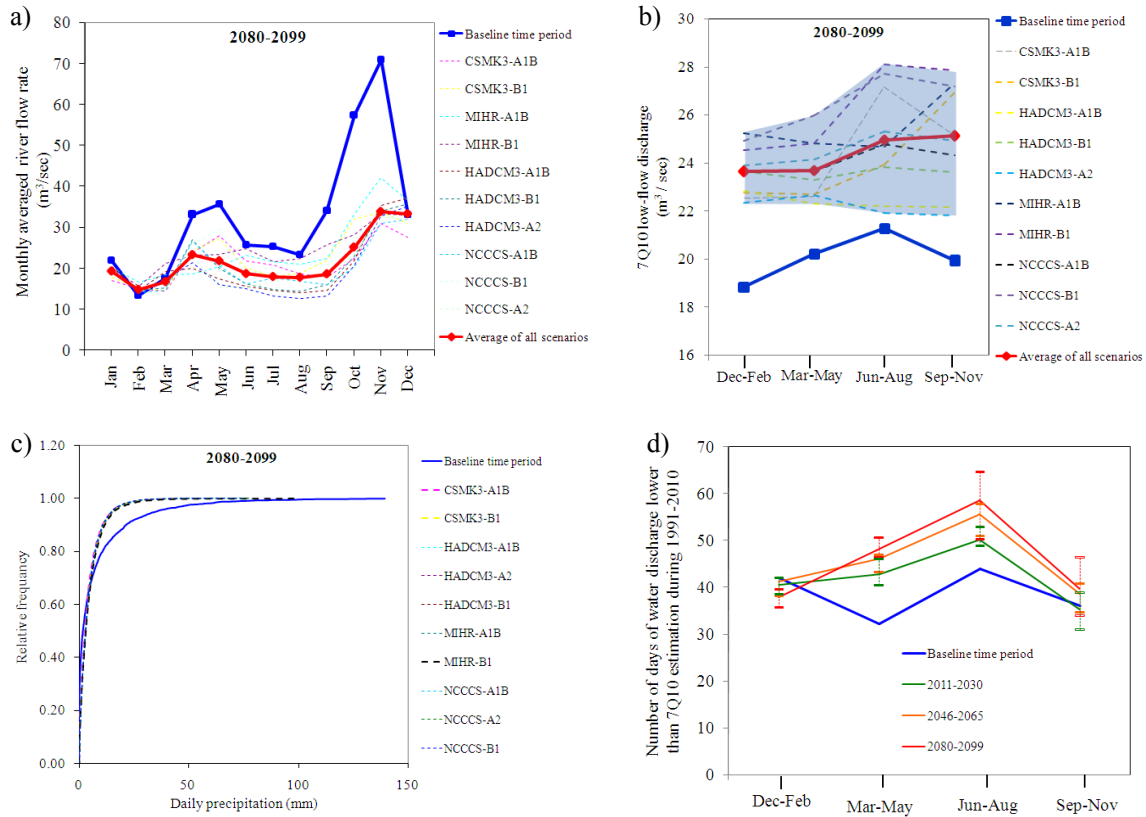 a)
2080-2099
Monthly averaged river flow rate
(m³/sec)
80
70
60
50
40
30
20
10
0
Jan
Feb
Mar
Apr
May
Jun
Jul
Aug
Sep
Oct
Nov
Dec
Baseline time period
CSMK3-A1B
CSMK3-B1
MIHR-A1B
MIHR-B1
HADCM3-A1B
HADCM3-B1
HADCM3-A2
NCCCS-A1B
NCCCS-B1
NCCCS-A2
Average of all scenarios
b)
2080-2099
7Q10 low-flow discharge
(m³ / sec)
30
28
26
24
22
20
18
16
Dec-Feb
Mar-May
Jun-Aug
Sep-Nov
Baseline time period
CSMK3-A1B
CSMK3-B1
HADCM3-A1B
HADCM3-B1
HADCM3-A2
MIHR-A1B
MIHR-B1
NCCCS-A1B
NCCCS-B1
NCCCS-A2
Average of all scenarios
c)
2080-2099
Relative frequency
1.20
1.00
0.80
0.60
0.40
0.20
0.00
0
50
100
150
Daily precipitation (mm)
Baseline time period
CSMK3-A1B
CSMK3-B1
HADCM3-A1B
HADCM3-A2
HADCM3-B1
MIHR-A1B
MIHR-B1
NCCCS-A1B
NCCCS-A2
NCCCS-B1
d)
Number of days of water discharge lower
than 7Q10 estimation during 1991-2010
70
60
50
40
30
20
10
0
Dec-Feb
Mar-May
Jun-Aug
Sep-Nov
Baseline time period
2011-2030
2046-2065
2080-2099